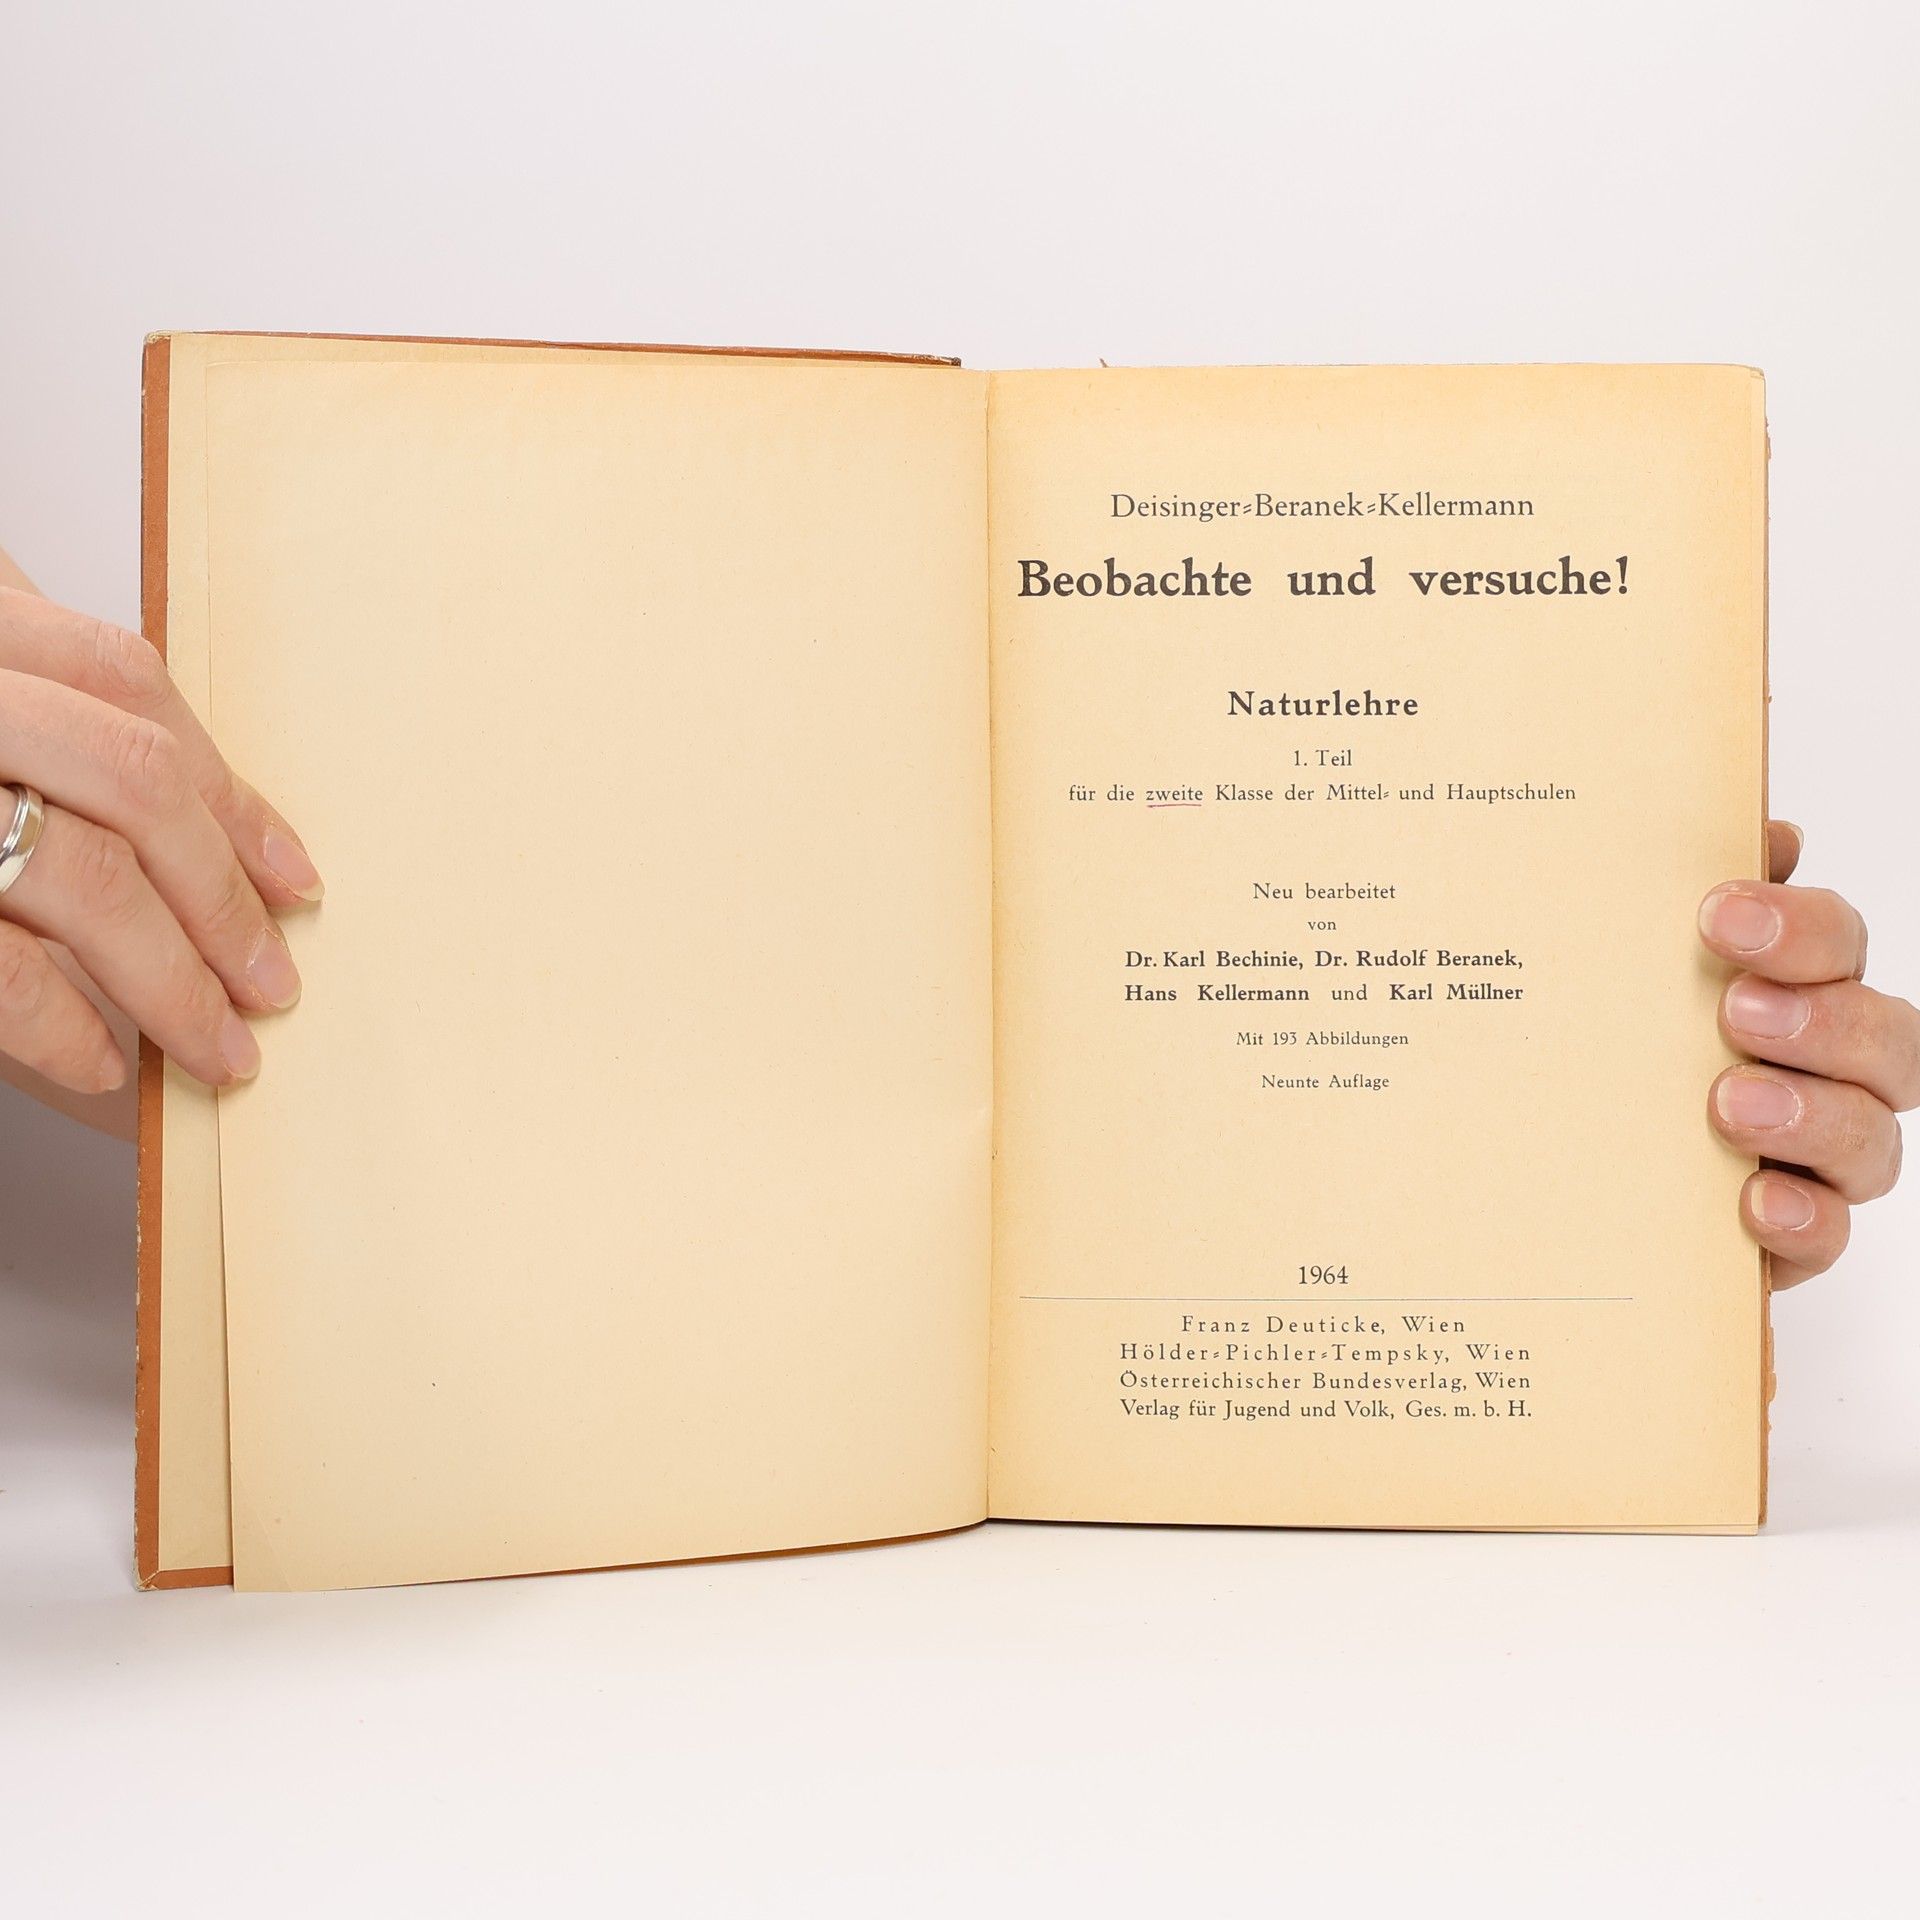 Deisinger-Beranek-Kellermann
Beobachte und versuche!
Naturlehre
1. Teil
für die zweite Klasse der Mittel- und Hauptschulen
Neu bearbeitet
von
Dr. Karl Bechinie, Dr. Rudolf Beranek,
Hans Kellermann und Karl Müllner
Mit 193 Abbildungen
Neunte Auflage
1964
Franz Deuticke, Wien
Hölder-Pichler-Tempsky, Wien
Österreichischer Bundesverlag, Wien
Verlag für Jugend und Volk, Ges. m. b. H.